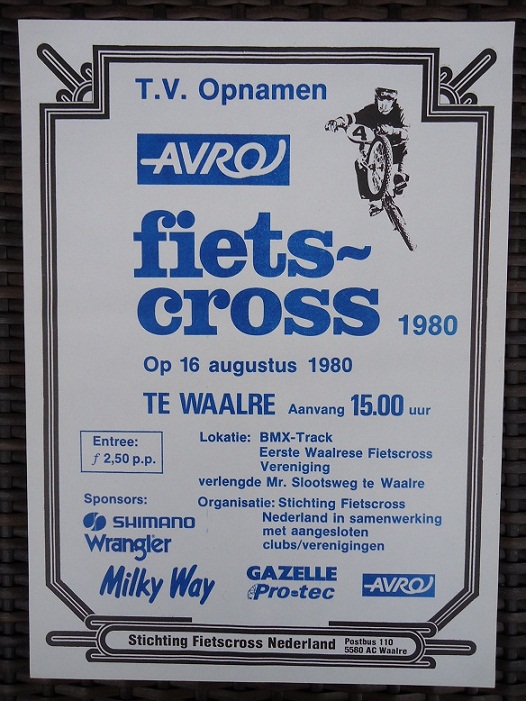 T.V. Opnamen
4
AVRO
fiets~
cross 1980
Op 16 augustus 1980
TE WAALRE Aanvang 15.00 uur
Entree:
ƒ 2,50 p.p.
Lokatie: BMX-Track
Eerste Waalrese Fietscross
Vereniging
verlengde Mr. Slootsweg te Waalre
Sponsors:
SHIMANO
Wrangler
Organisatie: Stichting Fietscross
Nederland in samenwerking
met aangesloten
clubs/verenigingen
Milky Way
GAZELLE
Pro-tec
AVRO
Stichting Fietscross Nederland Postbus 110
5580 AC Waalre